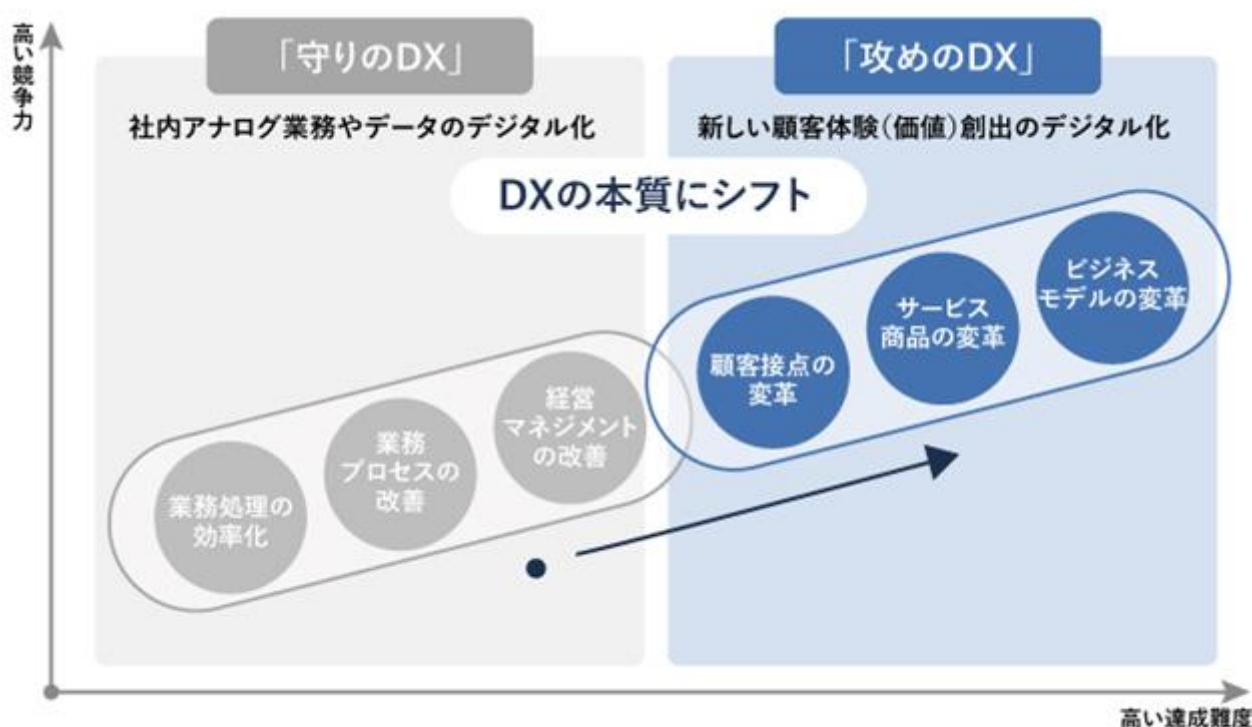 高い競争力
「守りのDX」
社内アナログ業務やデータのデジタル化
「攻めのDX」
新しい顧客体験(価値)創出のデジタル化
DXの本質にシフト
業務処理の
効率化
業務
プロセスの
改善
経営
マネジメント
の改善
顧客接点の
変革
サービス
商品の変革
ビジネス
モデルの変革
高い達成難度